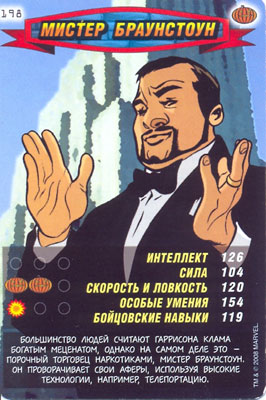 198
МИСТЕР БРАУНСТОУН
ИНТЕЛЛЕКТ 126
СИЛА 104
СКОРОСТЬ И ЛОВКОСТЬ 120
ОСОБЫЕ УМЕНИЯ 154
БОЙЦОВСКИЕ НАВЫКИ 119
БОЛЬШИНСТВО ЛЮДЕЙ СЧИТАЮТ ГАРРИСОНА КЛАМА
БОГАТЫМ МЕЦЕНАТОМ, ОДНАКО НА САМОМ ДЕЛЕ ЭТО –
ПОРОЧНЫЙ ТОРГОВЕЦ НАРКОТИКАМИ, МИСТЕР БРАУНСТОУН.
ОН ПРОВОРАЧИВАЕТ СВОИ АФЕРЫ, ИСПОЛЬЗУЯ ВЫСОКИЕ
ТЕХНОЛОГИИ, НАПРИМЕР, ТЕЛЕПОРТАЦИЮ.
TM & © 2008 MARVEL